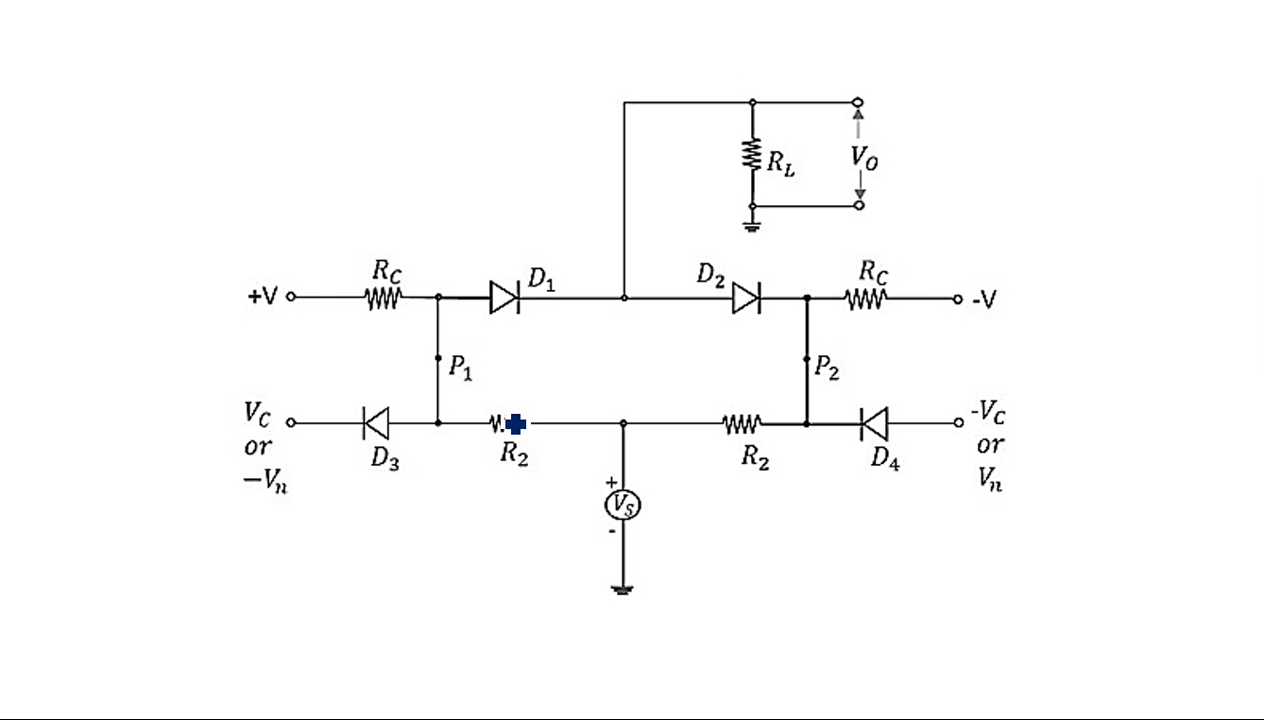 R_L
V_O
+V
R_C
D_1
D_2
R_C
-V
P_1
P_2
V_C
or
−V_n
D_3
R_2
R_2
D_4
-V_C
or
V_n
+
V_S
-